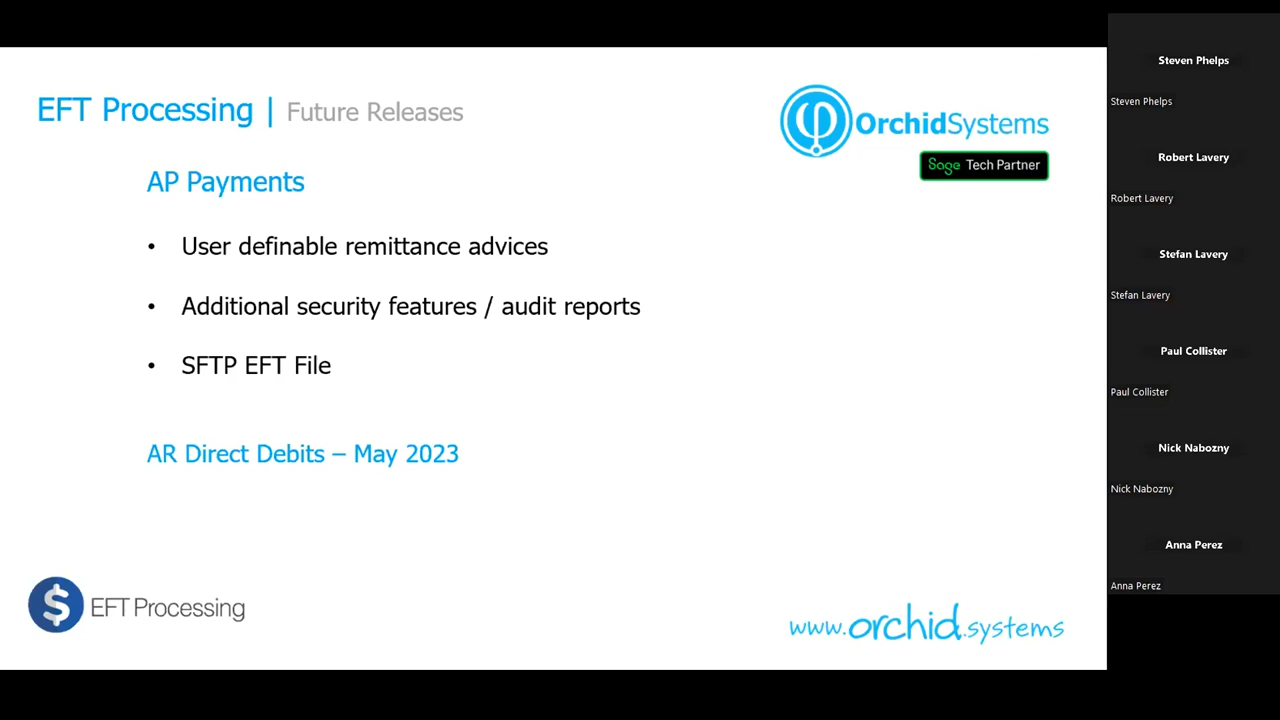 EFT Processing | Future Releases
OrchidSystems
Sage Tech Partner
AP Payments
• User definable remittance advices
• Additional security features / audit reports
• SFTP EFT File
AR Direct Debits – May 2023
$ EFT Processing
www.orchid.systems
Steven Phelps
Steven Phelps
Robert Lavery
Robert Lavery
Stefan Lavery
Stefan Lavery
Paul Collister
Paul Collister
Nick Nabozny
Nick Nabozny
Anna Perez
Anna Perez